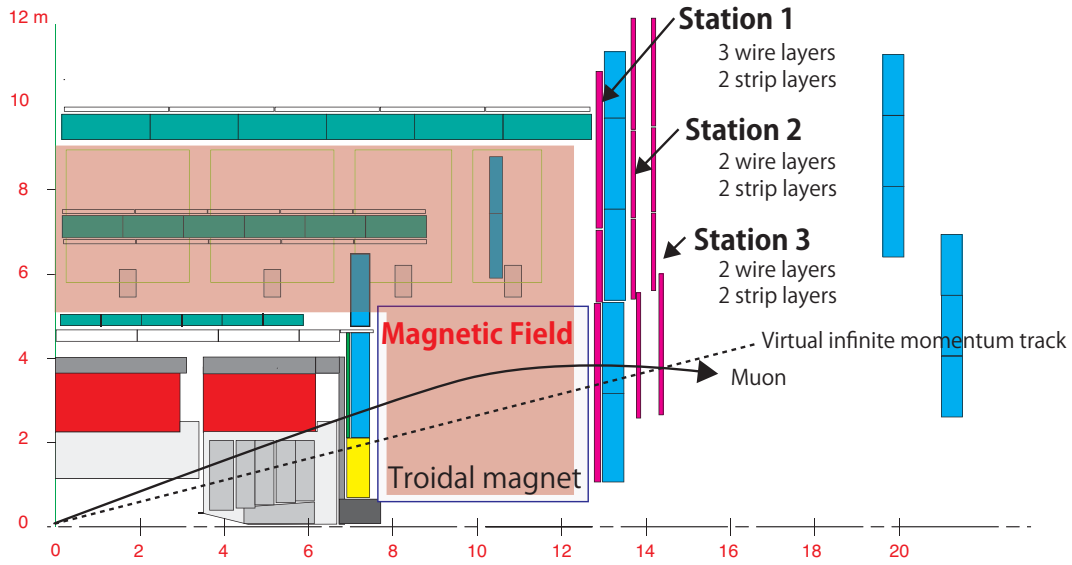 12 m
Station 1
3 wire layers
2 strip layers
10
Station 2
2 wire layers
2 strip layers
8
Station 3
2 wire layers
2 strip layers
6
Magnetic Field
Virtual infinite momentum track
4
Muon
2
Troidal magnet
0
0 2 4 6 8 10 12 14 16 18 20